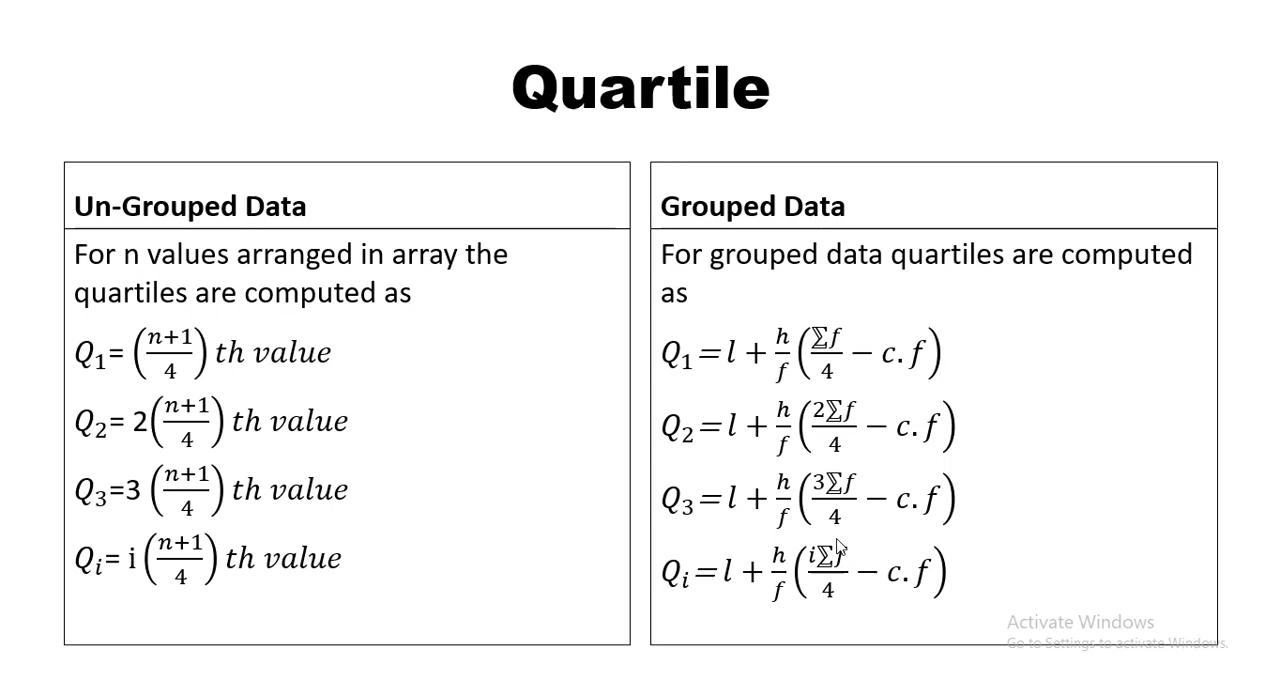 Quartile
Un-Grouped Data
For n values arranged in array the
quartiles are computed as
Q₁= ((n+1)/4) th value
Q₂= 2((n+1)/4) th value
Q₃=3 ((n+1)/4) th value
Qᵢ= i ((n+1)/4) th value
Grouped Data
For grouped data quartiles are computed
as
Q₁=l + h/f (∑f/4 − c.f)
Q₂=l + h/f (2∑f/4 − c.f)
Q₃=l + h/f (3∑f/4 − c.f)
Qᵢ=l + h/f (i∑f/4 − c.f)
Activate Windows
Go to Settings to activate Windows.